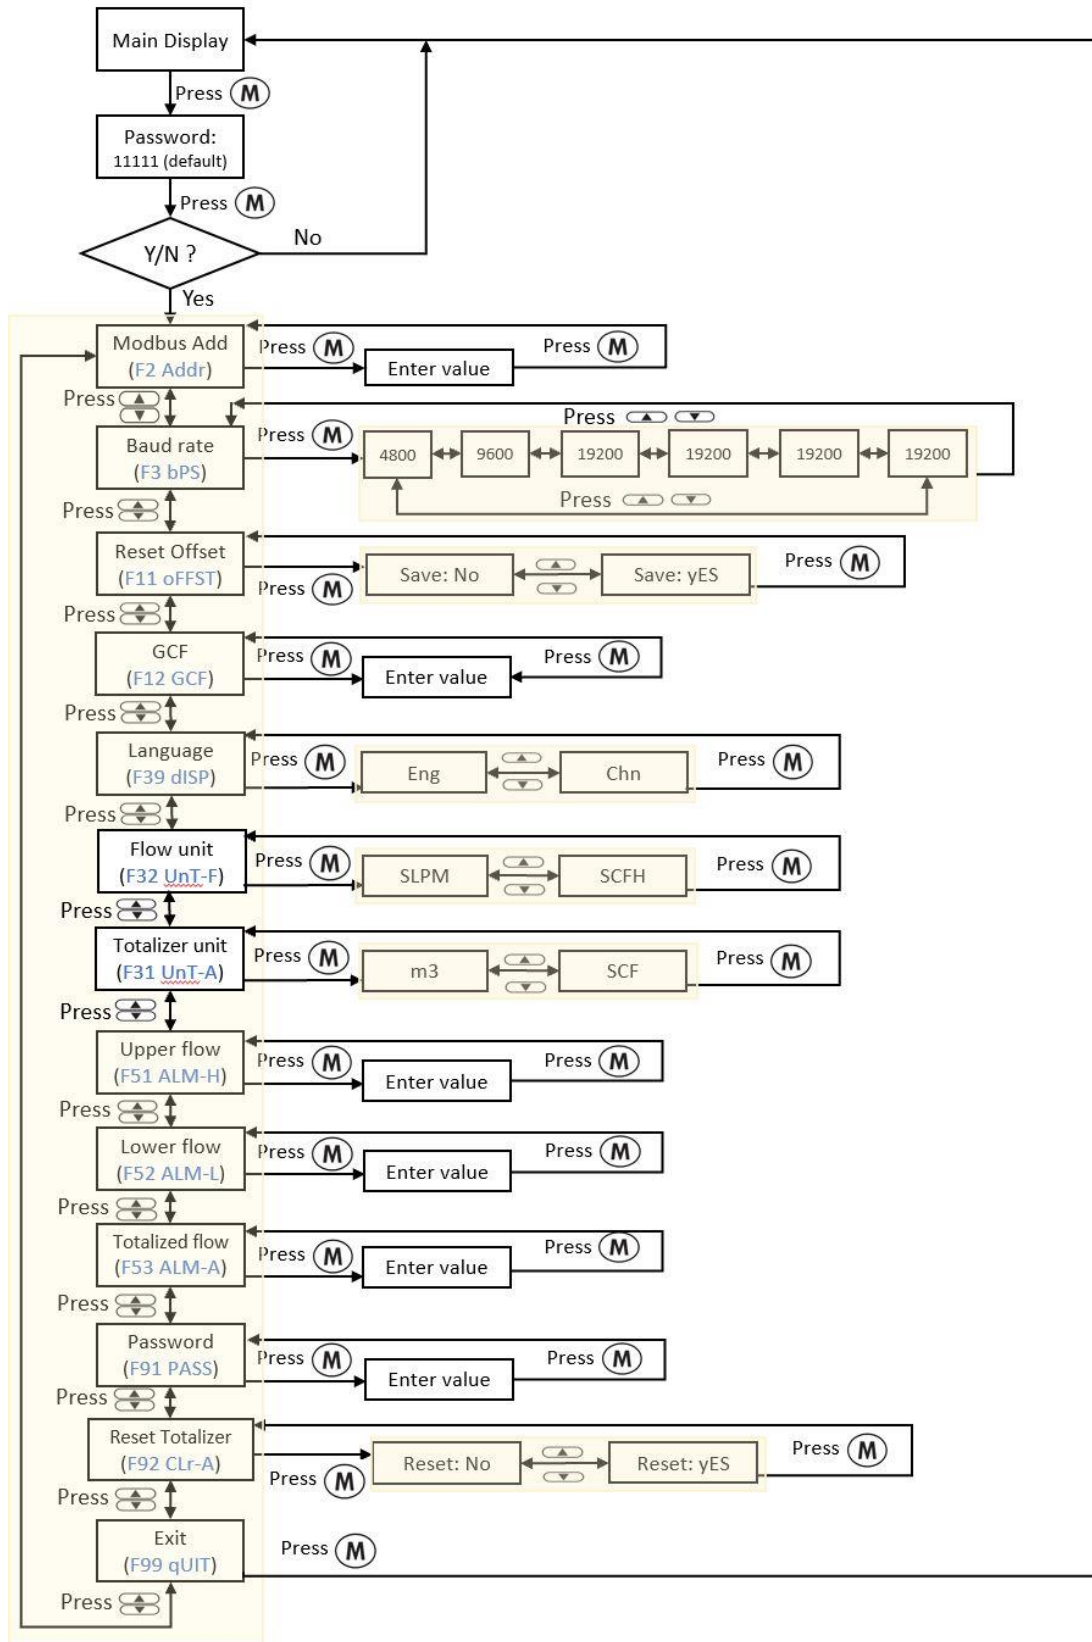 Main Display
Press M
Password:
11111 (default)
Press M
Y/N ?
No
Yes
Modbus Add
(F2 Addr)
Press M
Enter value
Press M
Press
Baud rate
(F3 bPS)
Press M
Press
4800
9600
19200
19200
19200
19200
Press
Press
Reset Offset
(F11 oFFST)
Press M
Save: No
Save: yES
Press M
Press
GCF
(F12 GCF)
Press M
Enter value
Press M
Press
Language
(F39 dISP)
Press M
Eng
Chn
Press M
Press
Flow unit
(F32 UnT-F)
Press M
SLPM
SCFH
Press M
Press
Totalizer unit
(F31 UnT-A)
Press M
m3
SCF
Press M
Press
Upper flow
(F51 ALM-H)
Press M
Enter value
Press M
Press
Lower flow
(F52 ALM-L)
Press M
Enter value
Press M
Press
Totalized flow
(F53 ALM-A)
Press M
Enter value
Press M
Press
Password
(F91 PASS)
Press M
Enter value
Press M
Press
Reset Totalizer
(F92 CLr-A)
Press M
Reset: No
Reset: yES
Press M
Press
Exit
(F99 qUIT)
Press M
Press